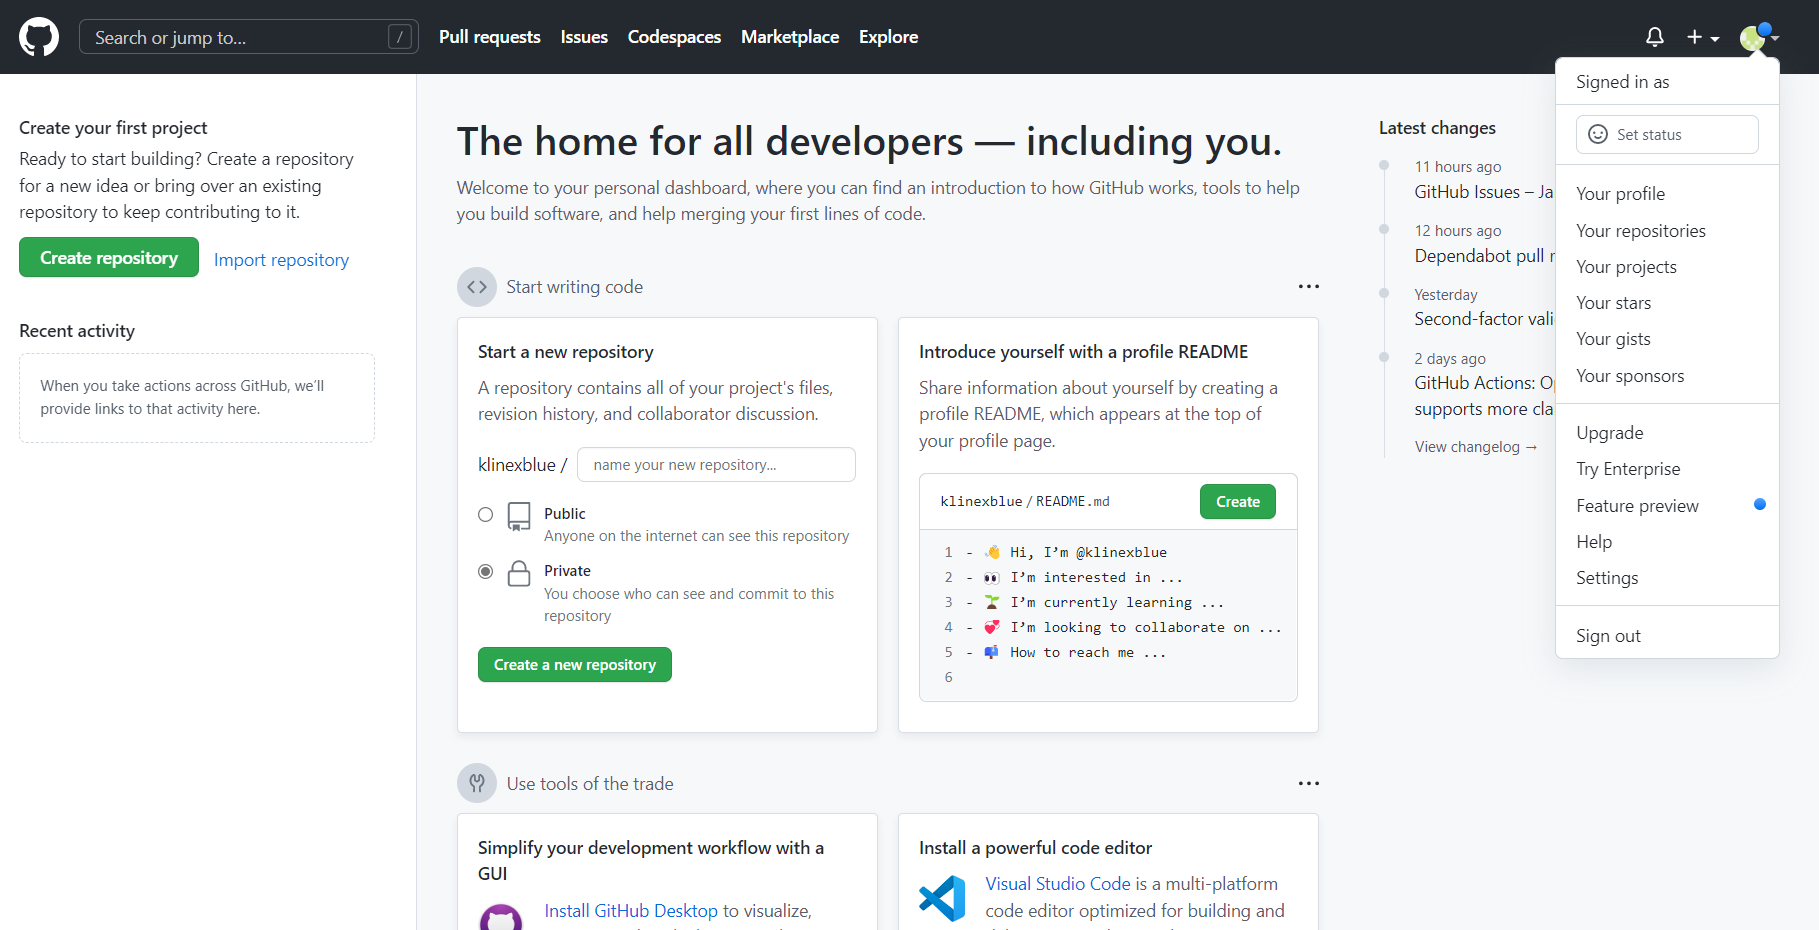 Search or jump to...
/
Pull requests
Issues
Codespaces
Marketplace
Explore
Create your first project
Ready to start building? Create a repository
for a new idea or bring over an existing
repository to keep contributing to it.
Create repository
Import repository
Recent activity
When you take actions across GitHub, we’ll
provide links to that activity here.
The home for all developers — including you.
Welcome to your personal dashboard, where you can find an introduction to how GitHub works, tools to help
you build software, and help merging your first lines of code.
Start writing code
Start a new repository
A repository contains all of your project's files,
revision history, and collaborator discussion.
klinexblue /
name your new repository...
Public
Anyone on the internet can see this repository
Private
You choose who can see and commit to this
repository
Create a new repository
Introduce yourself with a profile README
Share information about yourself by creating a
profile README, which appears at the top of
your profile page.
klinexblue / README.md
Create
1 - 👋 Hi, I’m @klinexblue
2 - 👀 I’m interested in ...
3 - 🌱 I’m currently learning ...
4 - 💞️ I’m looking to collaborate on ...
5 - 📫 How to reach me ...
6
Use tools of the trade
Simplify your development workflow with a
GUI
Install GitHub Desktop to visualize,
Install a powerful code editor
Visual Studio Code is a multi-platform
code editor optimized for building and
Latest changes
11 hours ago
GitHub Issues – Ja
12 hours ago
Dependabot pull r
Yesterday
Second-factor vali
2 days ago
GitHub Actions: Op
supports more cla
View changelog →
Signed in as
Set status
Your profile
Your repositories
Your projects
Your stars
Your gists
Your sponsors
Upgrade
Try Enterprise
Feature preview
Help
Settings
Sign out